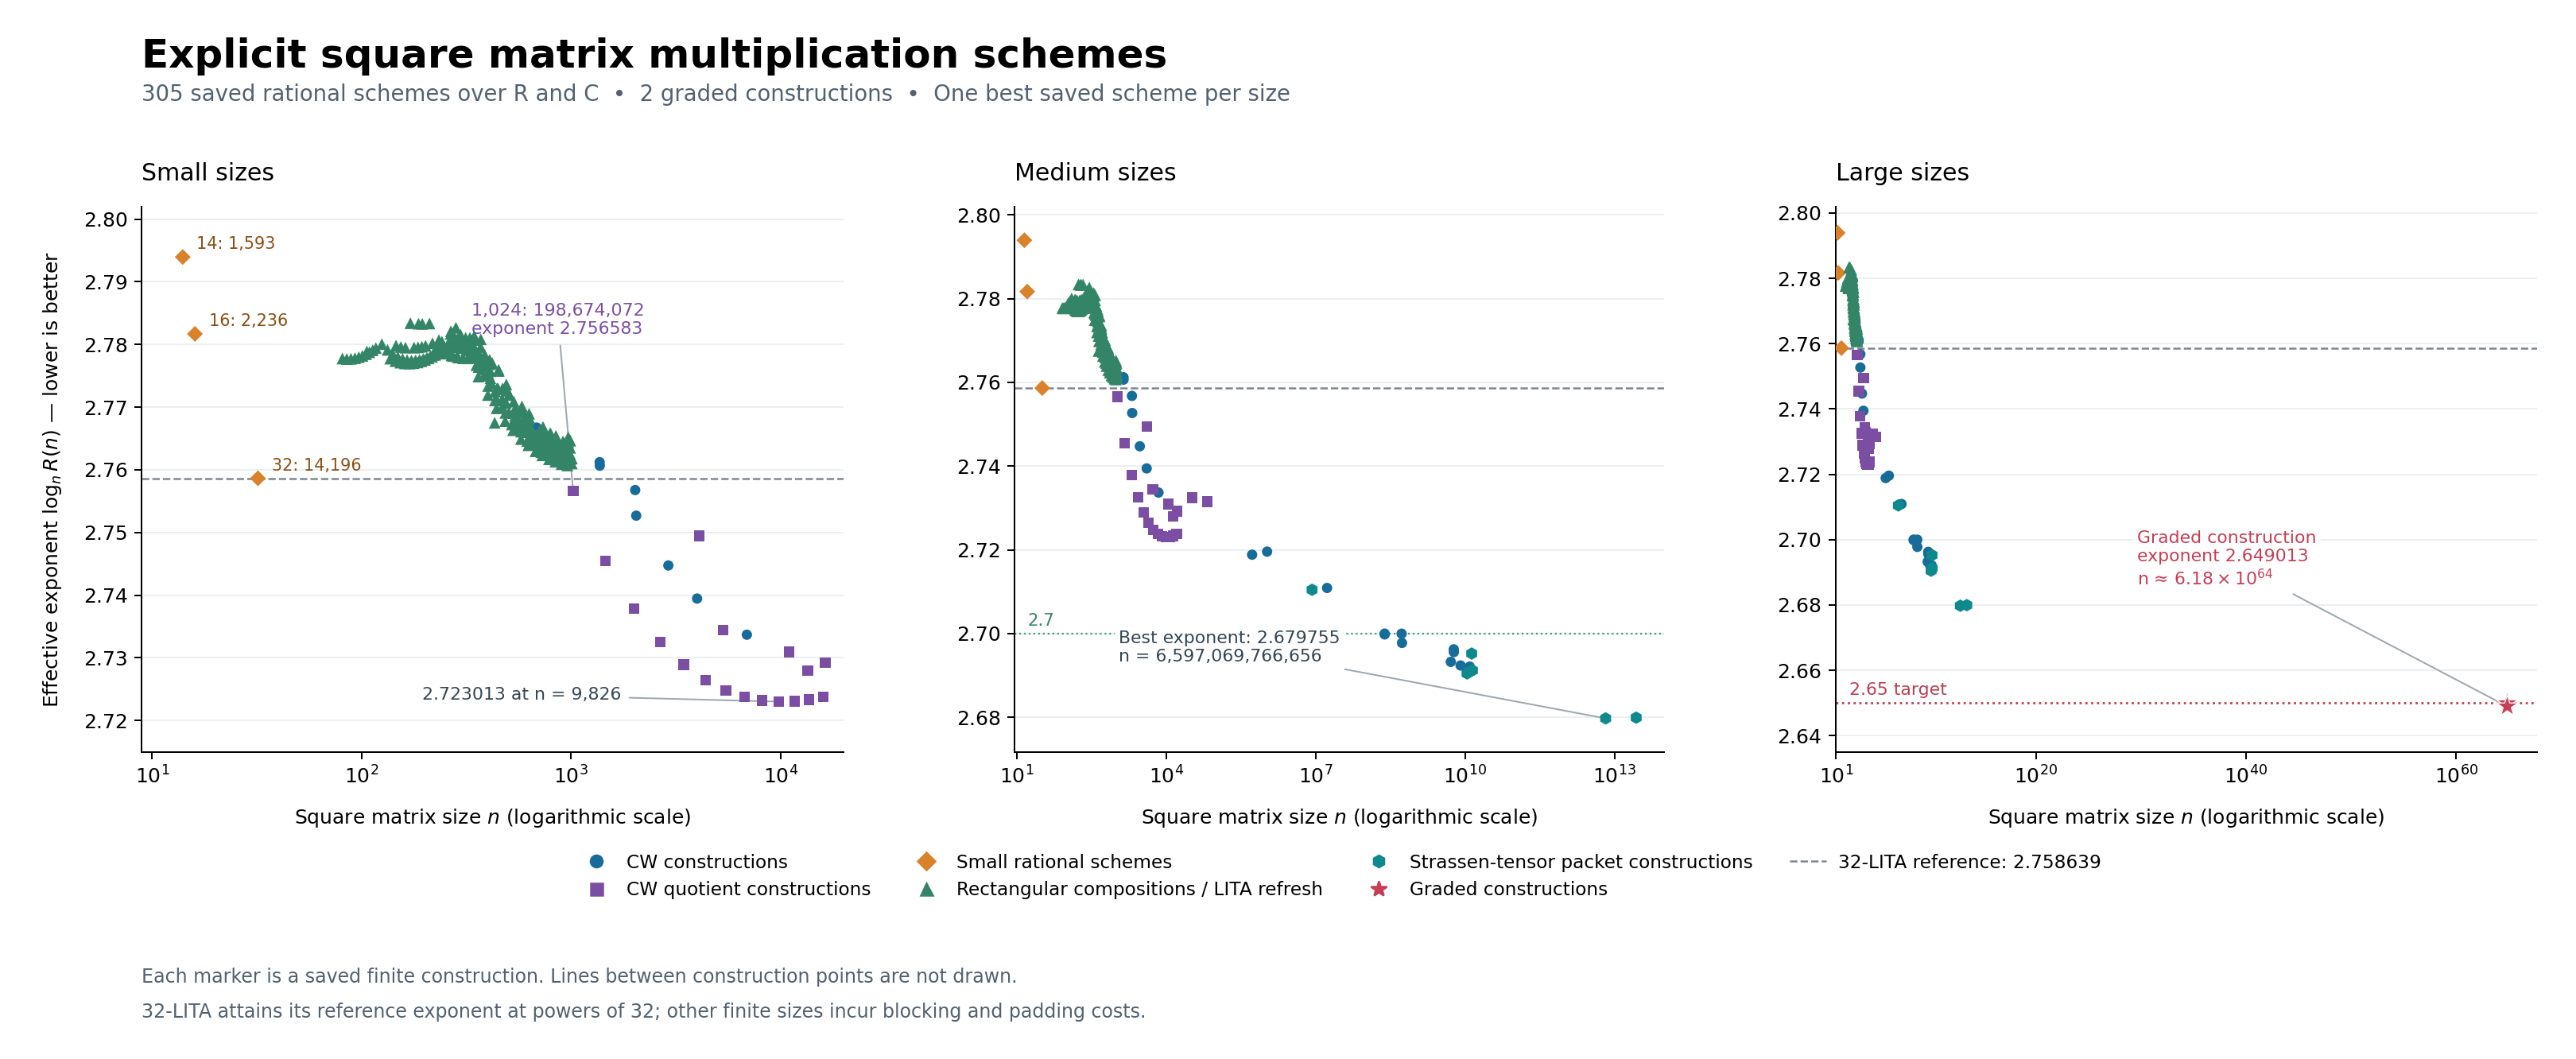 Explicit square matrix multiplication schemes
305 saved rational schemes over R and C • 2 graded constructions • One best saved scheme per size
Small sizes
Effective exponent logₙ R(n) — lower is better
2.80
2.79
2.78
2.77
2.76
2.75
2.74
2.73
2.72
14: 1,593
16: 2,236
1,024: 198,674,072
exponent 2.756583
32: 14,196
2.723013 at n = 9,826
10¹
10²
10³
10⁴
Square matrix size n (logarithmic scale)
Medium sizes
2.80
2.78
2.76
2.74
2.72
2.70
2.68
2.7
Best exponent: 2.679755
n = 6,597,069,766,656
10¹
10⁴
10⁷
10¹⁰
10¹³
Square matrix size n (logarithmic scale)
Large sizes
2.80
2.78
2.76
2.74
2.72
2.70
2.68
2.66
2.64
Graded construction
exponent 2.649013
n ≈ 6.18 × 10⁶⁴
2.65 target
10¹
10²⁰
10⁴⁰
10⁶⁰
Square matrix size n (logarithmic scale)
CW constructions
CW quotient constructions
Small rational schemes
Rectangular compositions / LITA refresh
Strassen-tensor packet constructions
Graded constructions
32-LITA reference: 2.758639
Each marker is a saved finite construction. Lines between construction points are not drawn.
32-LITA attains its reference exponent at powers of 32; other finite sizes incur blocking and padding costs.